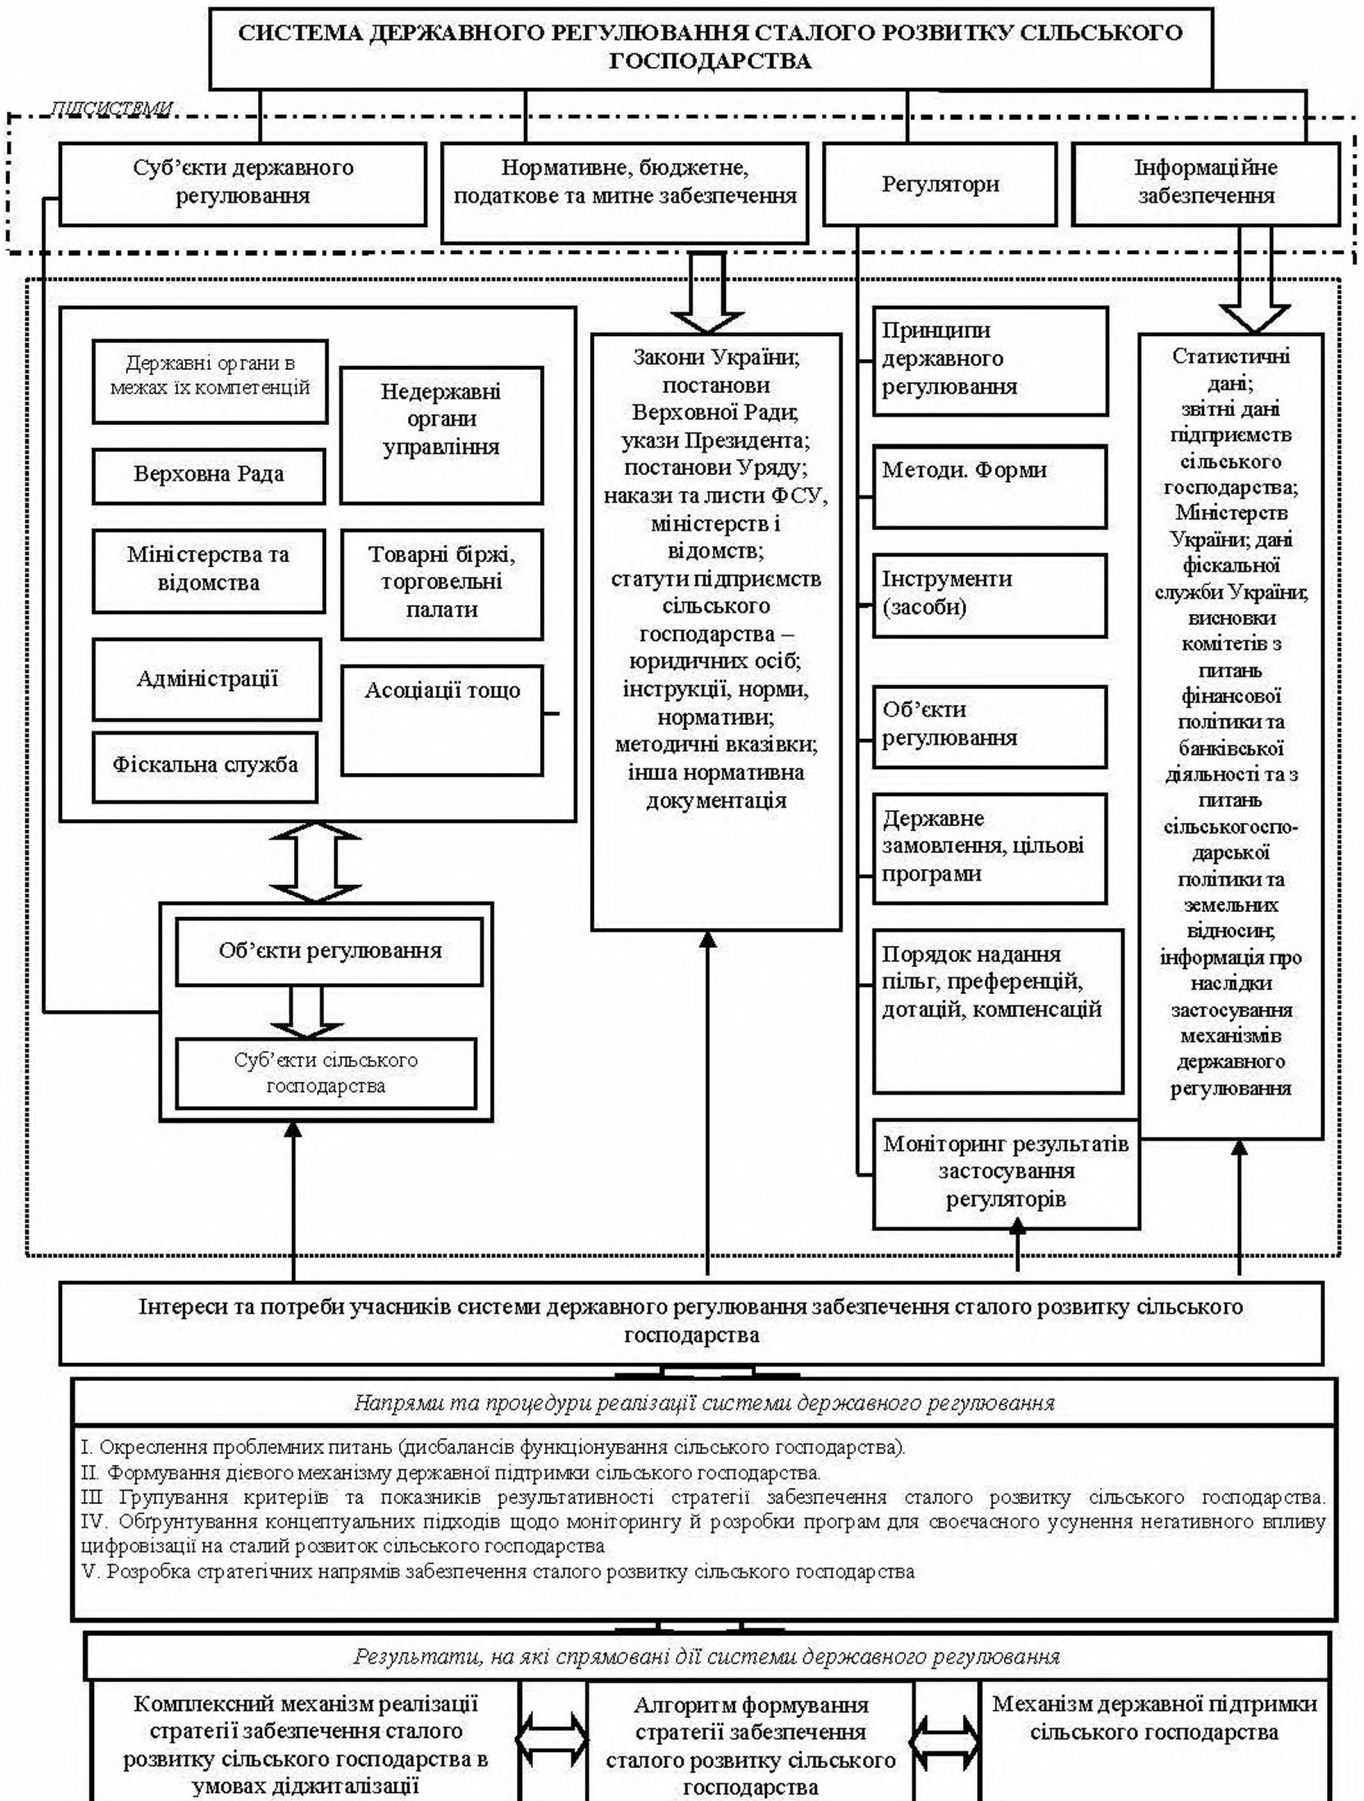 СИСТЕМА ДЕРЖАВНОГО РЕГУЛЮВАННЯ СТАЛОГО РОЗВИТКУ СІЛЬСЬКОГО
ГОСПОДАРСТВА
ПІДСИСТЕМИ
Суб’єкти державного
регулювання
Нормативне, бюджетне,
податкове та митне забезпечення
Регулятори
Інформаційне
забезпечення
Державні органи в
межах їх компетенцій
Верховна Рада
Міністерства та
відомства
Адміністрації
Фіскальна служба
Недержавні
органи
управління
Товарні біржі,
торговельні
палати
Асоціації тощо
Об’єкти регулювання
Суб’єкти сільського
господарства
Закони України;
постанови
Верховної Ради;
укази Президента;
постанови Уряду;
накази та листи ФСУ,
міністерств і
відомств;
статути підприємств
сільського
господарства –
юридичних осіб;
інструкції, норми,
нормативи;
методичні вказівки;
інша нормативна
документація
Принципи
державного
регулювання
Методи. Форми
Інструменти
(засоби)
Об’єкти
регулювання
Державне
замовлення, цільові
програми
Порядок надання
пільг, преференцій,
дотацій, компенсацій
Моніторинг результатів
застосування
регуляторів
Статистичні
дані;
звітні дані
підприємств
сільського
господарства;
Міністерств
України; дані
фіскальної
служби України;
висновки
комітетів з
питань
фінансової
політики та
банківської
діяльності та з
питань
сільськогоспо-
дарської
політики та
земельних
відносин;
інформація про
наслідки
застосування
механізмів
державного
регулювання
Інтереси та потреби учасників системи державного регулювання забезпечення сталого розвитку сільського
господарства
Напрями та процедури реалізації системи державного регулювання
І. Окреслення проблемних питань (дисбалансів функціонування сільського господарства).
ІІ. Формування дієвого механізму державної підтримки сільського господарства.
ІІІ Групування критеріїв та показників результативності стратегії забезпечення сталого розвитку сільського господарства.
IV. Обґрунтування концептуальних підходів щодо моніторингу й розробки програм для своєчасного усунення негативного впливу
цифровізації на сталий розвиток сільського господарства
V. Розробка стратегічних напрямів забезпечення сталого розвитку сільського господарства
Результати, на які спрямовані дії системи державного регулювання
Комплексний механізм реалізації
стратегії забезпечення сталого
розвитку сільського господарства в
умовах діджиталізації
Алгоритм формування
стратегії забезпечення
сталого розвитку сільського
господарства
Механізм державної підтримки
сільського господарства